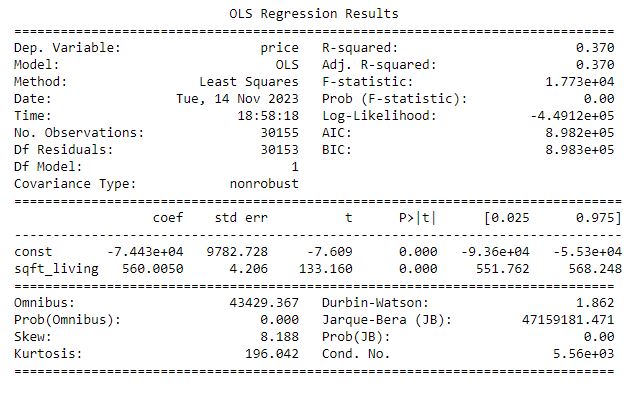 OLS Regression Results
==============================================================================
Dep. Variable: price R-squared: 0.370
Model: OLS Adj. R-squared: 0.370
Method: Least Squares F-statistic: 1.773e+04
Date: Tue, 14 Nov 2023 Prob (F-statistic): 0.00
Time: 18:58:18 Log-Likelihood: -4.4912e+05
No. Observations: 30155 AIC: 8.982e+05
Df Residuals: 30153 BIC: 8.983e+05
Df Model: 1
Covariance Type: nonrobust
===============================================================================
coef std err t P>|t| [0.025 0.975]
-------------------------------------------------------------------------------
const -7.443e+04 9782.728 -7.609 0.000 -9.36e+04 -5.53e+04
sqft_living 560.0050 4.206 133.160 0.000 551.762 568.248
==============================================================================
Omnibus: 43429.367 Durbin-Watson: 1.862
Prob(Omnibus): 0.000 Jarque-Bera (JB): 47159181.471
Skew: 8.188 Prob(JB): 0.00
Kurtosis: 196.042 Cond. No. 5.56e+03
==============================================================================